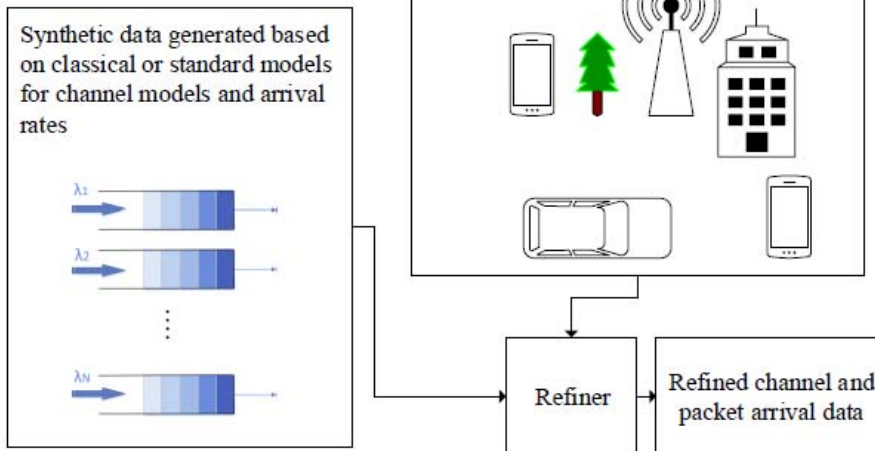 Synthetic data generated based
on classical or standard models
for channel models and arrival
rates
λ1
λ2
λN
Refiner
Refined channel and
packet arrival data